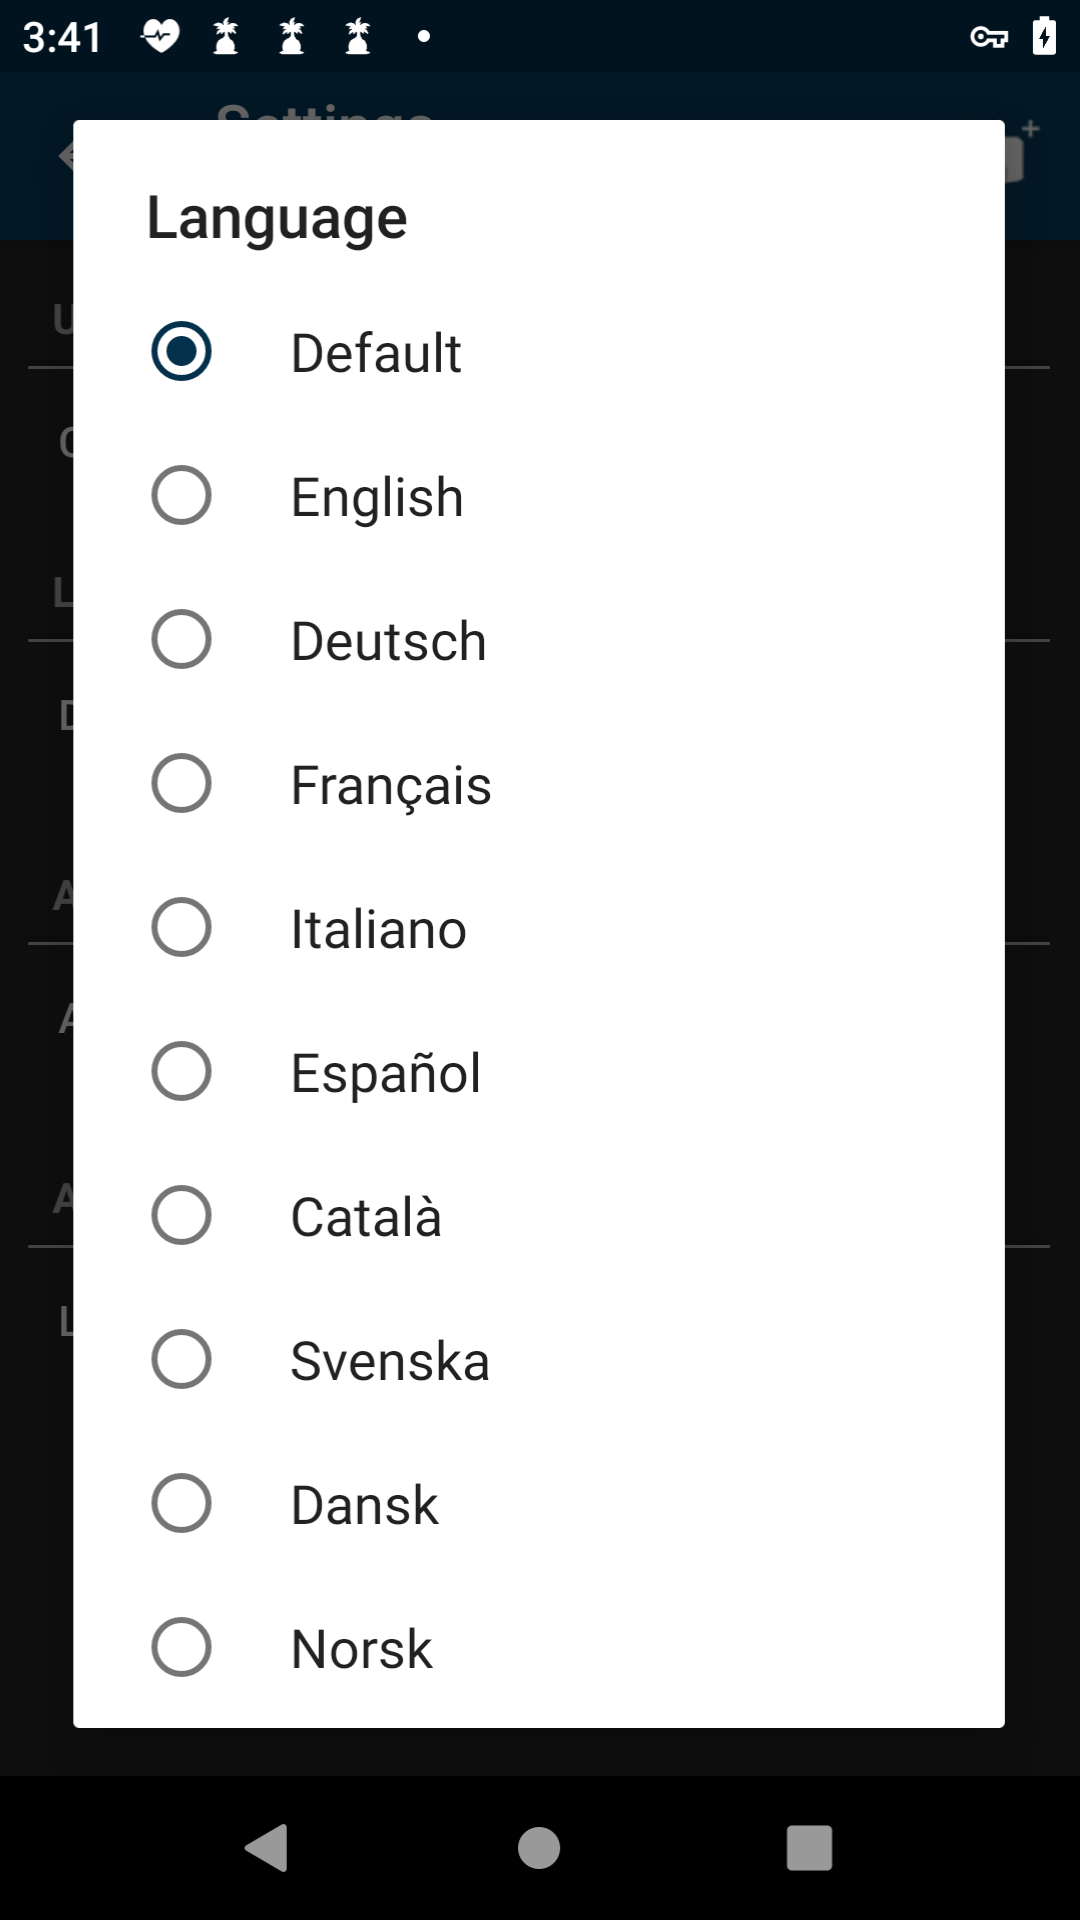 3:41
Language
Default
English
Deutsch
Français
Italiano
Español
Català
Svenska
Dansk
Norsk